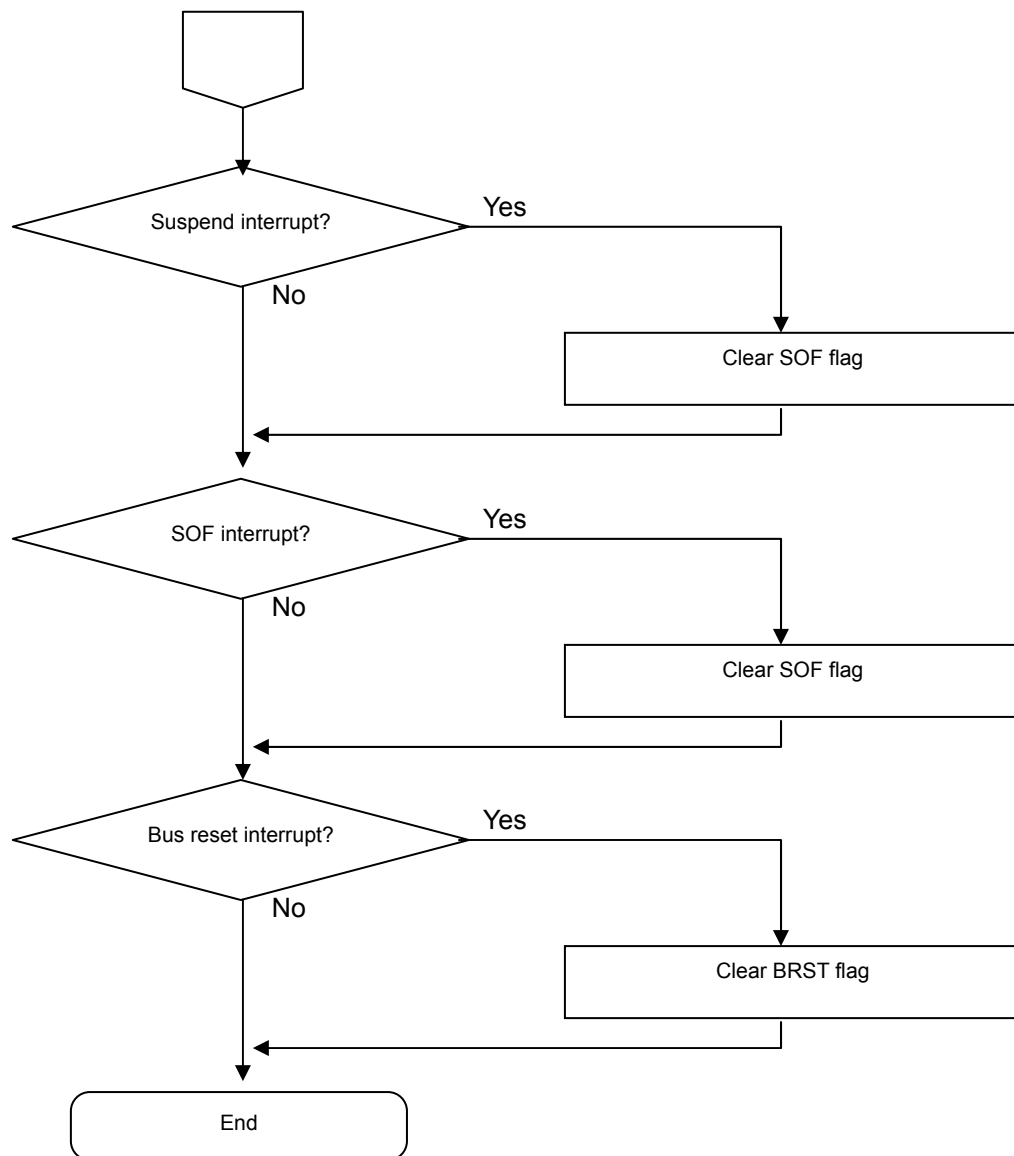 Suspend interrupt?
Yes
No
Clear SOF flag
SOF interrupt?
Yes
No
Clear SOF flag
Bus reset interrupt?
Yes
No
Clear BRST flag
End